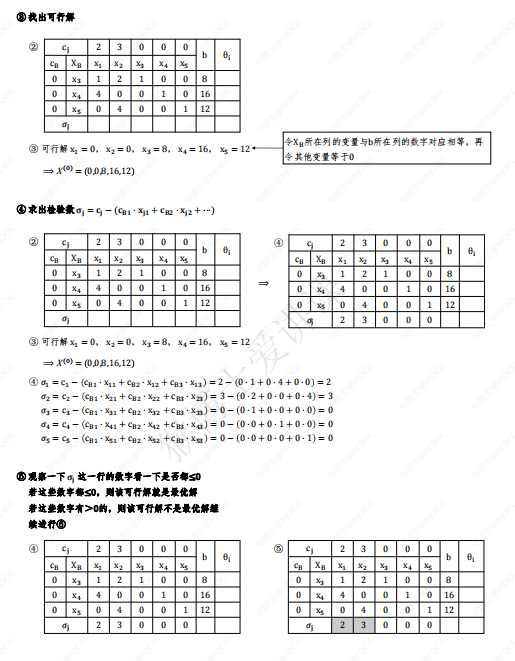 ③ 找出可行解
②
cj 2 3 0 0 0 b θi
cB XB x1 x2 x3 x4 x5
0 x3 1 2 1 0 0 8
0 x4 4 0 0 1 0 16
0 x5 0 4 0 0 1 12
σj
③ 可行解 x1 = 0, x2 = 0, x3 = 8, x4 = 16, x5 = 12
⟹ X(0) = (0,0,8,16,12)
令XB所在列的变量与b所在列的数字对应相等，再
令其他变量等于0
④ 求出检验数 σj = cj − (cB1 · xj1 + cB2 · xj2 + ⋯)
②
cj 2 3 0 0 0 b θi
cB XB x1 x2 x3 x4 x5
0 x3 1 2 1 0 0 8
0 x4 4 0 0 1 0 16
0 x5 0 4 0 0 1 12
σj
⟹
④
cj 2 3 0 0 0 b θi
cB XB x1 x2 x3 x4 x5
0 x3 1 2 1 0 0 8
0 x4 4 0 0 1 0 16
0 x5 0 4 0 0 1 12
σj 2 3 0 0 0
③ 可行解 x1 = 0, x2 = 0, x3 = 8, x4 = 16, x5 = 12
⟹ X(0) = (0,0,8,16,12)
④ σ1 = c1 − (cB1 · x11 + cB2 · x12 + cB3 · x13) = 2 − (0 · 1 + 0 · 4 + 0 · 0) = 2
σ2 = c2 − (cB1 · x21 + cB2 · x22 + cB3 · x23) = 3 − (0 · 2 + 0 · 0 + 0 · 4) = 3
σ3 = c3 − (cB1 · x31 + cB2 · x32 + cB3 · x33) = 0 − (0 · 1 + 0 · 0 + 0 · 0) = 0
σ4 = c4 − (cB1 · x41 + cB2 · x42 + cB3 · x43) = 0 − (0 · 0 + 0 · 1 + 0 · 0) = 0
σ5 = c5 − (cB1 · x51 + cB2 · x52 + cB3 · x53) = 0 − (0 · 0 + 0 · 0 + 0 · 1) = 0
⑤ 观察一下 σj 这一行的数字看一下是否都≤0
若这些数字都≤0，则该可行解就是最优解
若这些数字有＞0的，则该可行解不是最优解继
续进行⑥
④
cj 2 3 0 0 0 b θi
cB XB x1 x2 x3 x4 x5
0 x3 1 2 1 0 0 8
0 x4 4 0 0 1 0 16
0 x5 0 4 0 0 1 12
σj 2 3 0 0 0
⑤
cj 2 3 0 0 0 b θi
cB XB x1 x2 x3 x4 x5
0 x3 1 2 1 0 0 8
0 x4 4 0 0 1 0 16
0 x5 0 4 0 0 1 12
σj 2 3 0 0 0